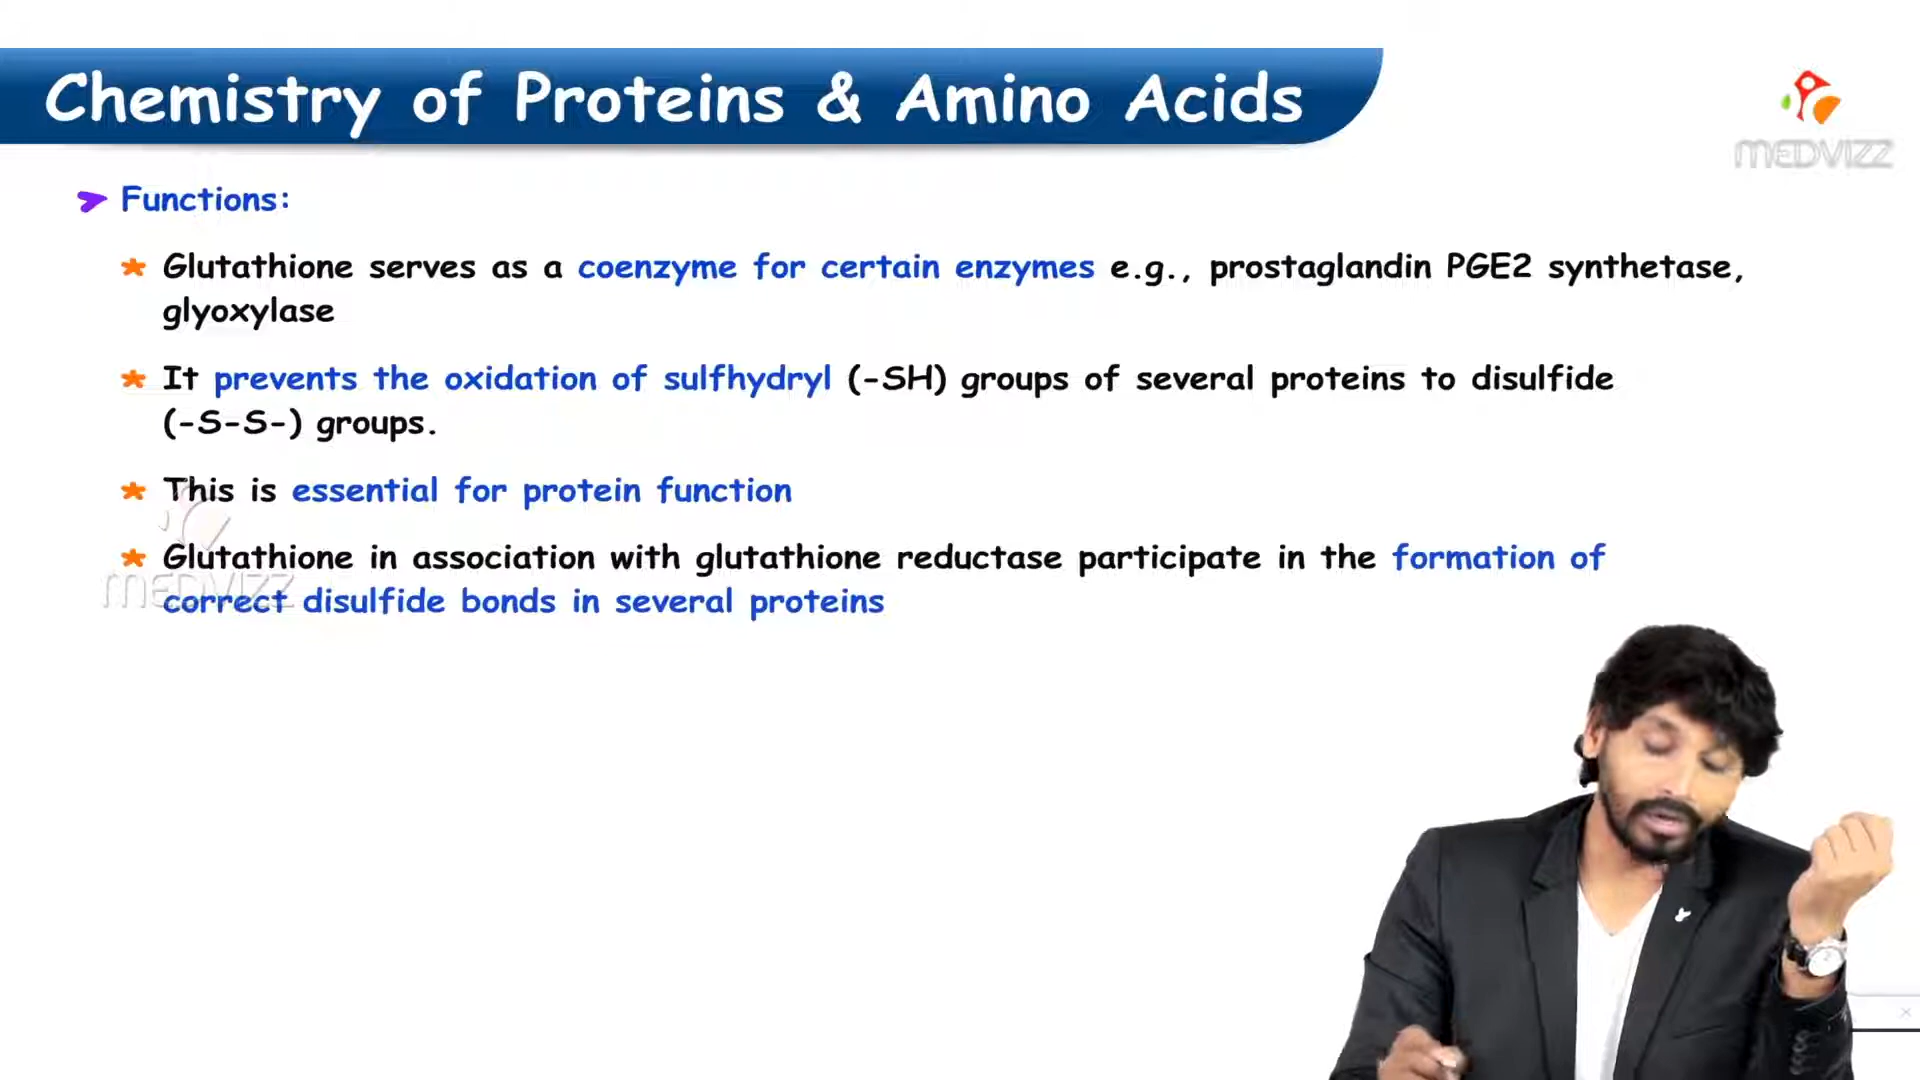 Chemistry of Proteins & Amino Acids
MEDVIZZ
Functions:
Glutathione serves as a coenzyme for certain enzymes e.g., prostaglandin PGE2 synthetase,
glyoxylase
It prevents the oxidation of sulfhydryl (-SH) groups of several proteins to disulfide
(-S-S-) groups.
This is essential for protein function
Glutathione in association with glutathione reductase participate in the formation of
MEDVIZZ
correct disulfide bonds in several proteins